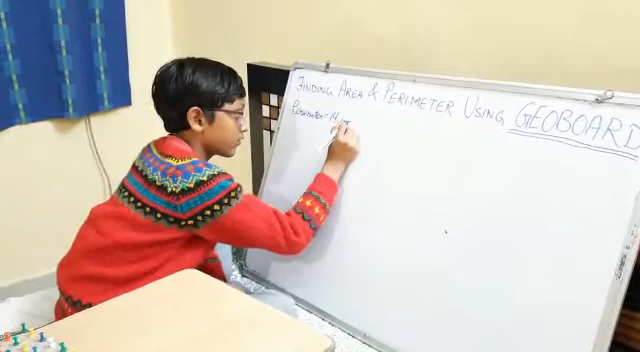 FINDING AREA & PERIMETER USING GEOBOARD
Perimeter = 14